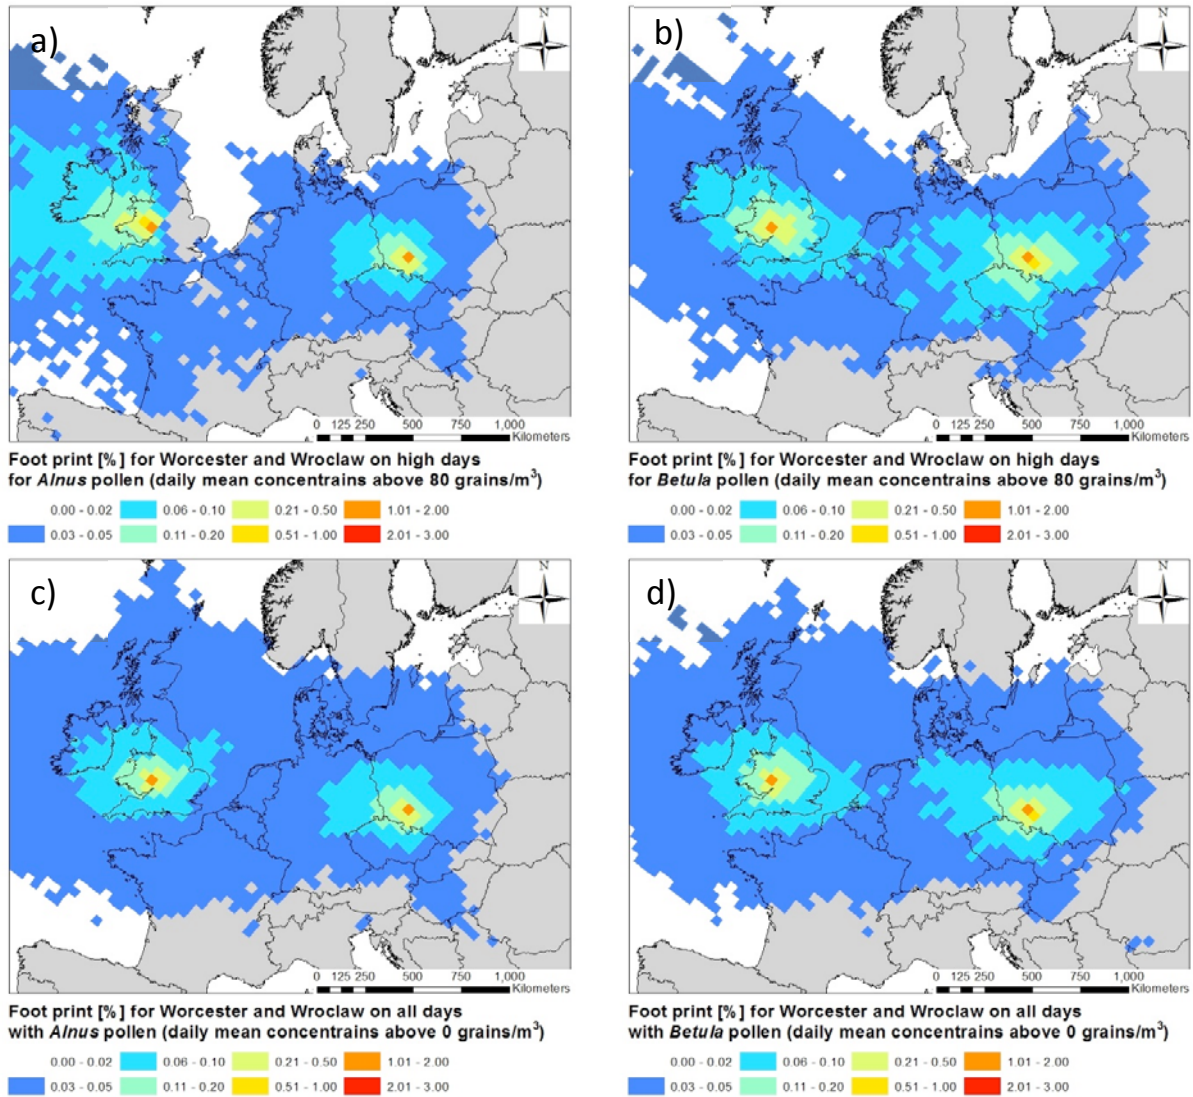 a)
N
0 125 250 500 750 1,000
Kilometers
Foot print [%] for Worcester and Wroclaw on high days
for Alnus pollen (daily mean concentrains above 80 grains/m³)
0.00 - 0.02 0.06 - 0.10 0.21 - 0.50 1.01 - 2.00
0.03 - 0.05 0.11 - 0.20 0.51 - 1.00 2.01 - 3.00
b)
N
0 125 250 500 750 1,000
Kilometers
Foot print [%] for Worcester and Wroclaw on high days
for Betula pollen (daily mean concentrains above 80 grains/m³)
0.00 - 0.02 0.06 - 0.10 0.21 - 0.50 1.01 - 2.00
0.03 - 0.05 0.11 - 0.20 0.51 - 1.00 2.01 - 3.00
c)
N
0 125 250 500 750 1,000
Kilometers
Foot print [%] for Worcester and Wroclaw on all days
with Alnus pollen (daily mean concentrains above 0 grains/m³)
0.00 - 0.02 0.06 - 0.10 0.21 - 0.50 1.01 - 2.00
0.03 - 0.05 0.11 - 0.20 0.51 - 1.00 2.01 - 3.00
d)
N
0 125 250 500 750 1,000
Kilometers
Foot print [%] for Worcester and Wroclaw on all days
with Betula pollen (daily mean concentrains above 0 grains/m³)
0.00 - 0.02 0.06 - 0.10 0.21 - 0.50 1.01 - 2.00
0.03 - 0.05 0.11 - 0.20 0.51 - 1.00 2.01 - 3.00